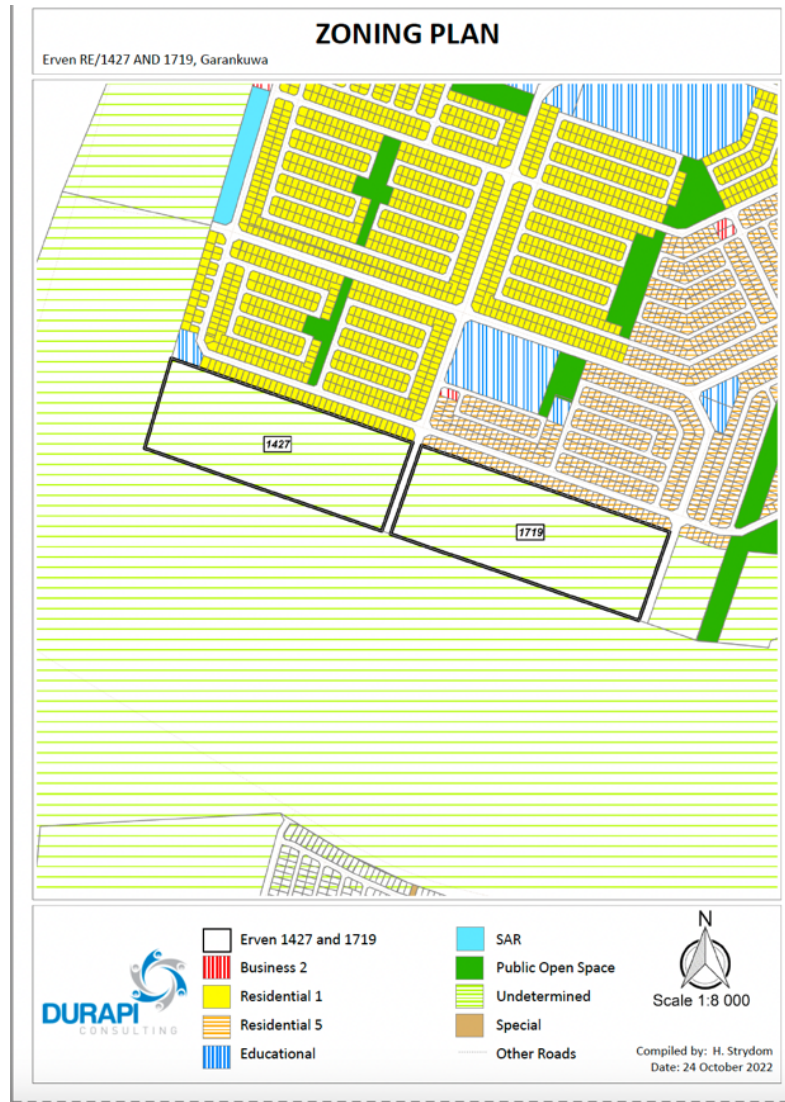 ZONING PLAN
Erven RE/1427 AND 1719, Garankuwa
1427
1719
DURAPI
CONSULTING
Erven 1427 and 1719
Business 2
Residential 1
Residential 5
Educational
SAR
Public Open Space
Undetermined
Special
Other Roads
N
Scale 1:8 000
Compiled by: H. Strydom
Date: 24 October 2022